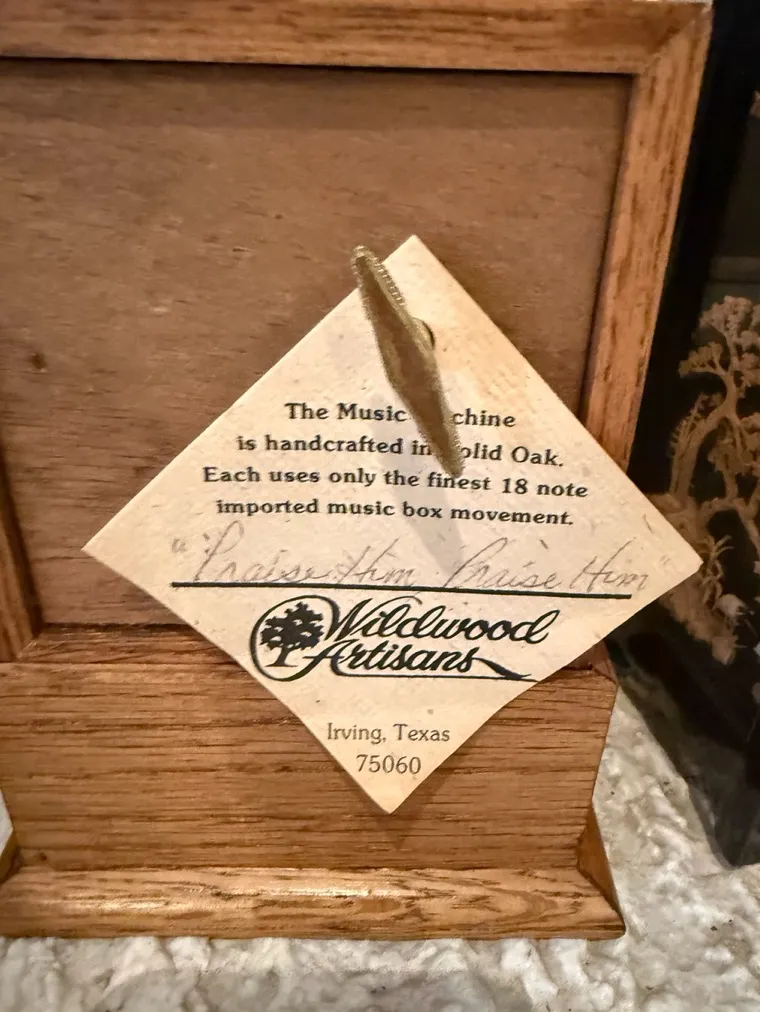 The Music chine
is handcrafted in olid Oak.
Each uses only the finest 18 note
imported music box movement.
"Praise Him Praise Him"
Wildwood
Artisans
Irving, Texas
75060